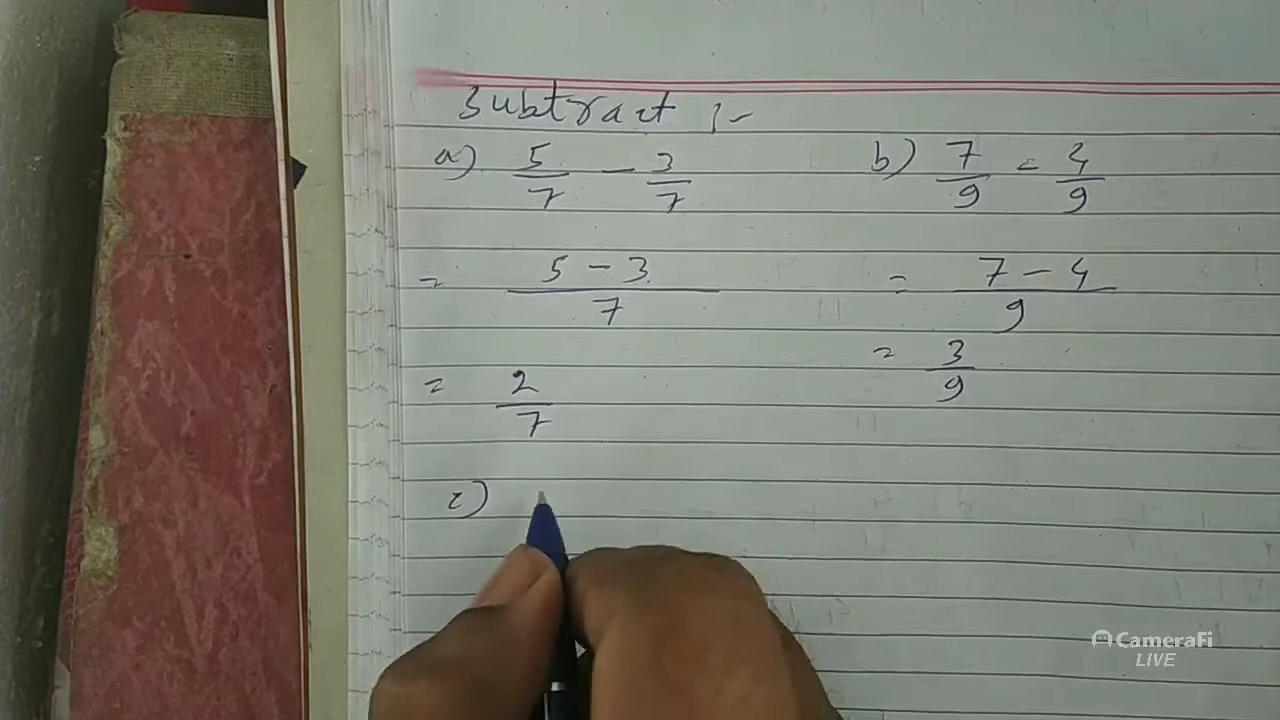 Subtract :-
a) 5/7 - 3/7
b) 7/9 - 4/9
= 5 - 3 / 7
= 7 - 4 / 9
= 3/9
= 2/7
c)
CameraFi
LIVE